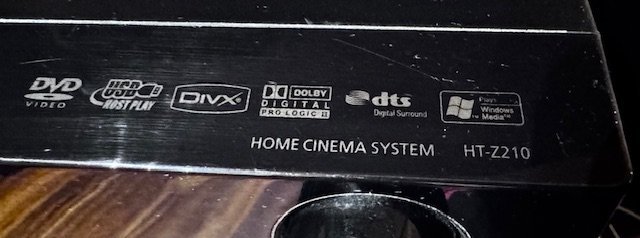 DVD
VIDEO
USB
HOST PLAY
DIVX
DOLBY
DIGITAL
PRO LOGIC II
dts
Digital Surround
Plays
Windows
Media™
HOME CINEMA SYSTEM HT-Z210